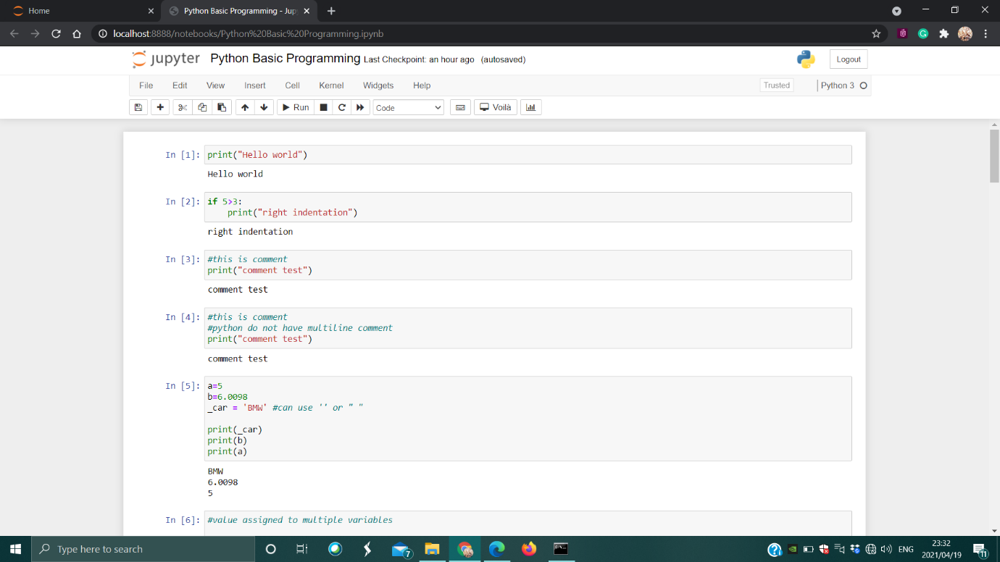 Home
Python Basic Programming - Jup
localhost:8888/notebooks/Python%20Basic%20Programming.ipynb
jupyter Python Basic Programming Last Checkpoint: an hour ago (autosaved)
Logout
File Edit View Insert Cell Kernel Widgets Help
Trusted
Python 3
Run
Code
Voilà
In [1]: print("Hello world")
Hello world
In [2]: if 5>3:
    print("right indentation")
right indentation
In [3]: #this is comment
print("comment test")
comment test
In [4]: #this is comment
#python do not have multiline comment
print("comment test")
comment test
In [5]: a=5
b=6.0098
_car = 'BMW' #can use '' or " "
print(_car)
print(b)
print(a)
BMW
6.0098
5
In [6]: #value assigned to multiple variables
Type here to search
7
ENG
23:32
2021/04/19
11